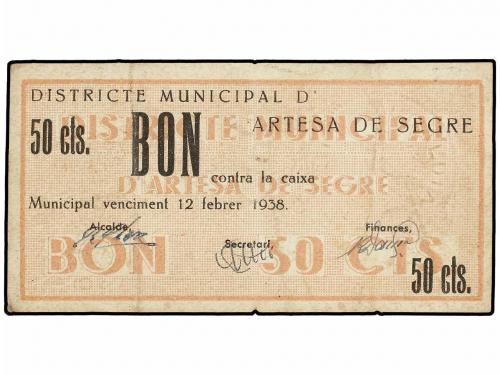 DISTRICTE MUNICIPAL D'
50 cts. BON ARTESA DE SEGRE
contra la caixa
Municipal venciment 12 febrer 1938.
Alcalde, Secretari, Finances,
50 cts.
DISTRICTE MUNICIPAL
D'ARTESA DE SEGRE
BON 50 CTS.